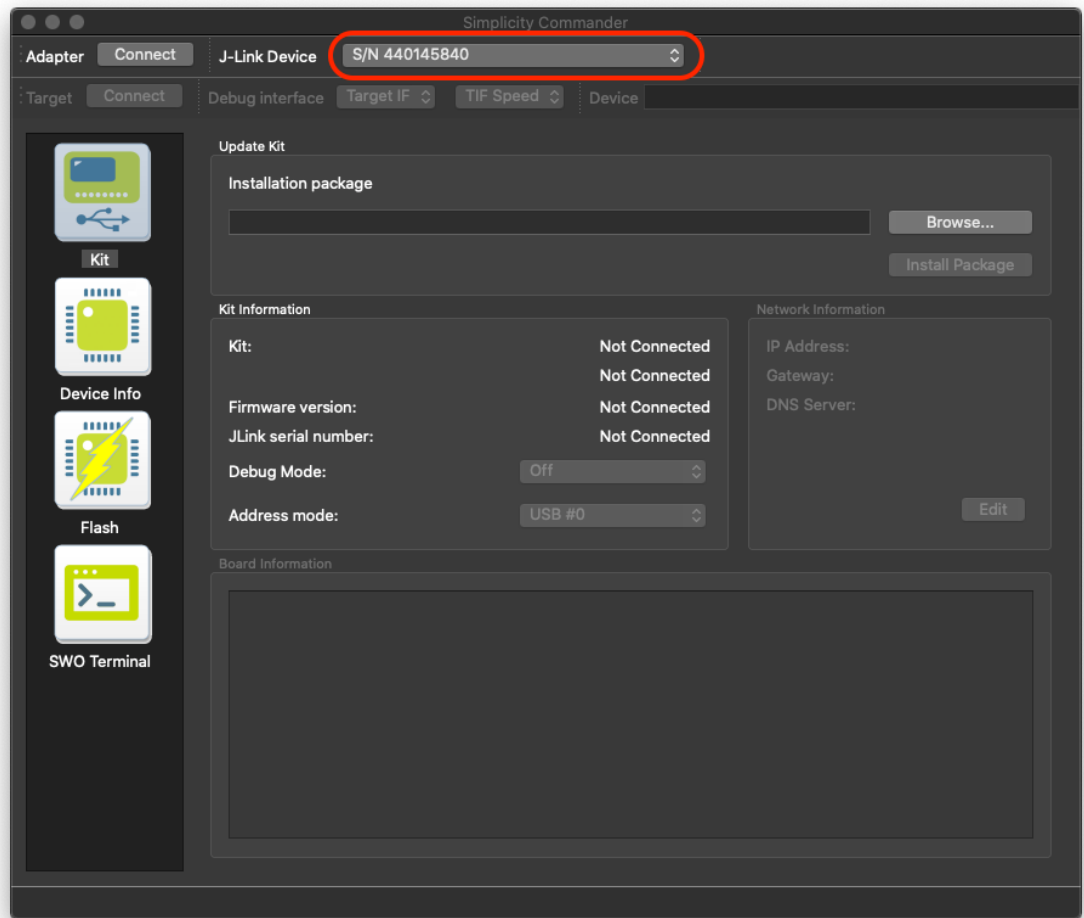 Simplicity Commander
Adapter Connect J-Link Device S/N 440145840
Target Connect Debug interface Target IF TIF Speed Device
Kit
Device Info
Flash
SWO Terminal
Update Kit
Installation package
Browse...
Install Package
Kit Information
Kit: Not Connected
Not Connected
Firmware version: Not Connected
JLink serial number: Not Connected
Debug Mode: Off
Address mode: USB #0
Network Information
IP Address:
Gateway:
DNS Server:
Edit
Board Information